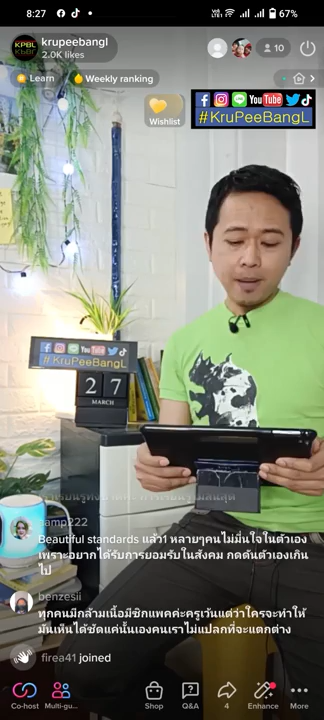 8:27
67%
krupeebangl
2.0K likes
10
Learn
Weekly ranking
Wishlist
YouTube
#KruPeeBangL
YouTube
#KruPeeBangL
27
MARCH
samp222
Beautiful standards แล้ว1 หลายๆคนไม่มั่นใจในตัวเอง
เพราะอยากได้รับการยอมรับในสังคม กดดันตัวเองเกิน
ไป
benzesii
ทุกคนมีกล้ามเนื้อมีซิกแพคค่ะครูเว้นแต่ว่าใครจะทำให้
มันเห็นได้ชัดแค่นั้นเองคนเราไม่แปลกที่จะแตกต่าง
firea41 joined
Co-host
Multi-gu...
Shop
Q&A
4
Enhance
More